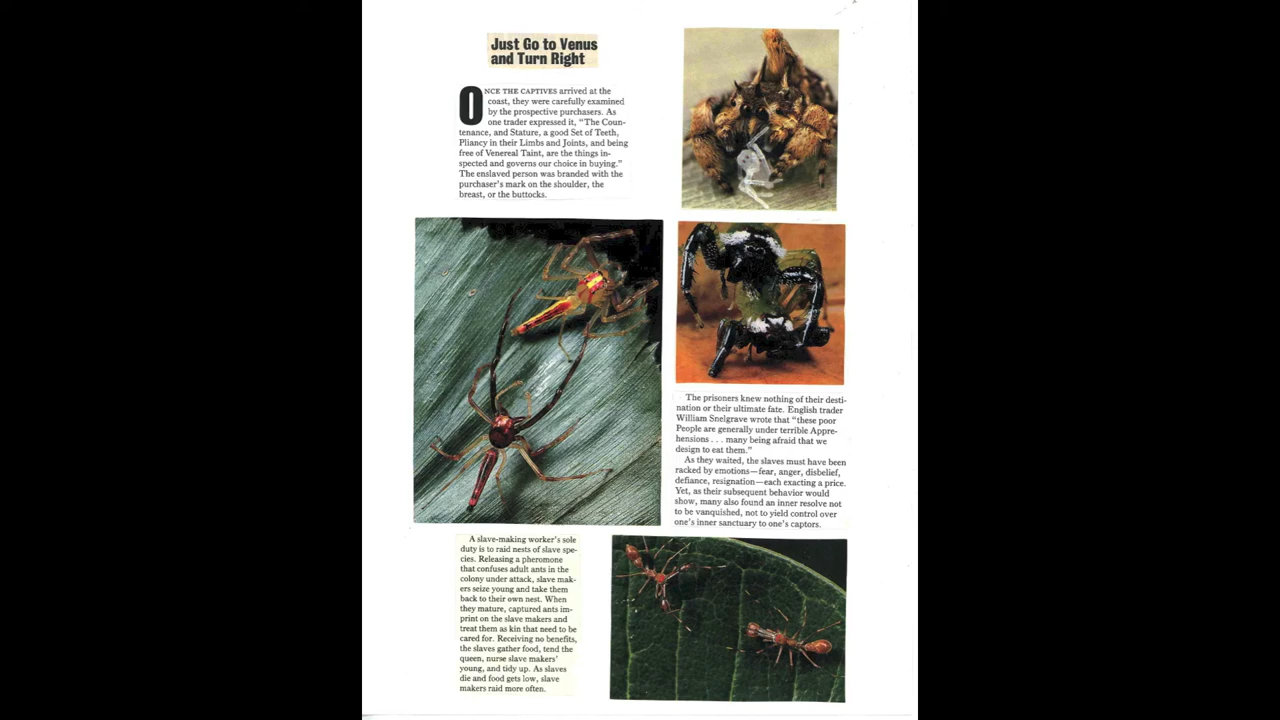 Just Go to Venus
and Turn Right
ONCE THE CAPTIVES arrived at the
coast, they were carefully examined
by the prospective purchasers. As
one trader expressed it, “The Coun-
tenance, and Stature, a good Set of Teeth,
Pliancy in their Limbs and Joints, and being
free of Venereal Taint, are the things in-
spected and governs our choice in buying.”
The enslaved person was branded with the
purchaser's mark on the shoulder, the
breast, or the buttocks.
The prisoners knew nothing of their desti-
nation or their ultimate fate. English trader
William Snelgrave wrote that “these poor
People are generally under terrible Appre-
hensions . . . many being afraid that we
design to eat them.”
As they waited, the slaves must have been
racked by emotions—fear, anger, disbelief,
defiance, resignation—each exacting a price.
Yet, as their subsequent behavior would
show, many also found an inner resolve not
to be vanquished, not to yield control over
one's inner sanctuary to one's captors.
A slave-making worker's sole
duty is to raid nests of slave spe-
cies. Releasing a pheromone
that confuses adult ants in the
colony under attack, slave mak-
ers seize young and take them
back to their own nest. When
they mature, captured ants im-
print on the slave makers and
treat them as kin that need to be
cared for. Receiving no benefits,
the slaves gather food, tend the
queen, nurse slave makers'
young, and tidy up. As slaves
die and food gets low, slave
makers raid more often.